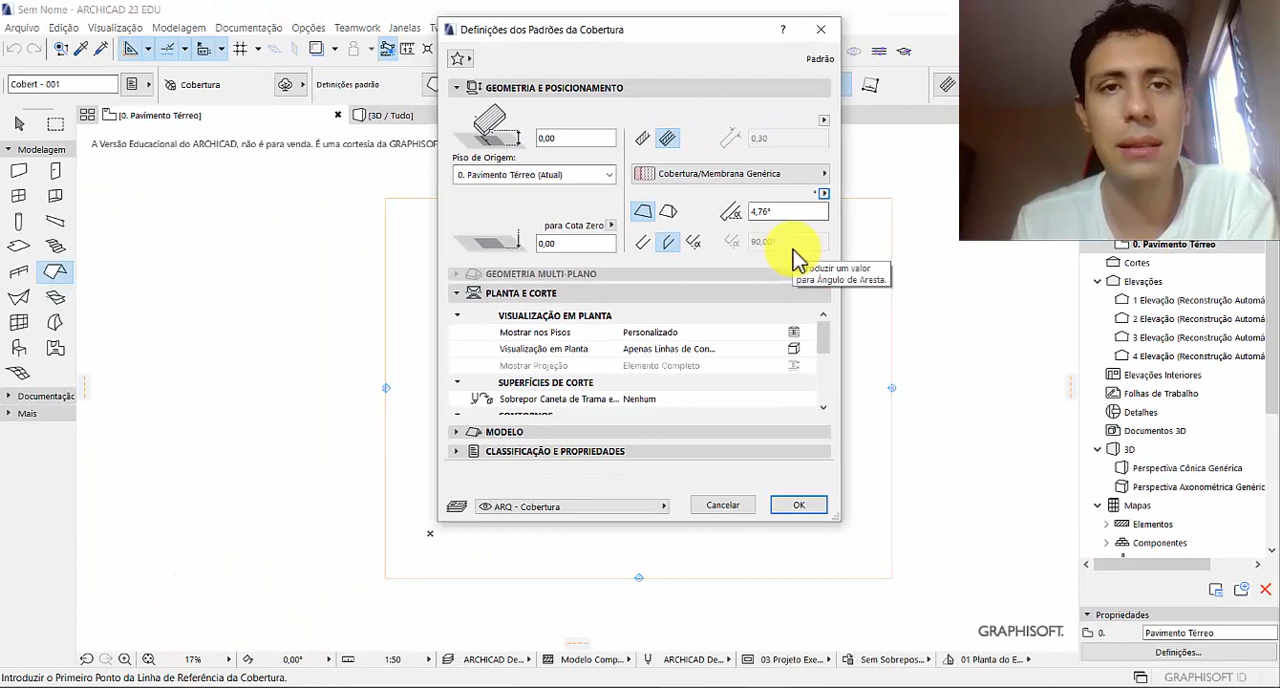 Sem Nome - ARCHICAD 23 EDU
Arquivo Edição Visualização Modelagem Documentação Opções Teamwork Janelas
Cobert - 001
Cobertura
Definições padrão
[0. Pavimento Térreo]
[3D / Tudo]
A Versão Educacional do ARCHICAD, não é para venda. É uma cortesia da GRAPHISOF
Modelagem
Documentação
Mais
Definições dos Padrões da Cobertura
?
Padrão
GEOMETRIA E POSICIONAMENTO
0,00
0,30
Piso de Origem:
0. Pavimento Térreo (Atual)
Cobertura/Membrana Genérica
°
4,76°
para Cota Zero
0,00
90,00°
Introduzir um valor
para Ângulo de Aresta.
GEOMETRIA MULTI-PLANO
PLANTA E CORTE
VISUALIZAÇÃO EM PLANTA
Mostrar nos Pisos Personalizado
Visualização em Planta Apenas Linhas de Con...
Mostrar Projeção Elemento Completo
SUPERFÍCIES DE CORTE
Sobrepor Caneta de Trama e... Nenhum
CONTORNOS
MODELO
CLASSIFICAÇÃO E PROPRIEDADES
ARQ - Cobertura
Cancelar
OK
0. Pavimento Térreo
Cortes
Elevações
1 Elevação (Reconstrução Automá
2 Elevação (Reconstrução Automá
3 Elevação (Reconstrução Automá
4 Elevação (Reconstrução Automá
Elevações Interiores
Folhas de Trabalho
Detalhes
Documentos 3D
3D
Perspectiva Cônica Genérica
Perspectiva Axonométrica Genéric
Mapas
Elementos
Componentes
Propriedades
0. Pavimento Térreo
Definições...
GRAPHISOFT.
17%
0,00°
1:50
ARCHICAD De...
Modelo Comp...
ARCHICAD De...
03 Projeto Exe...
Sem Sobrepos...
01 Planta do E...
Introduzir o Primeiro Ponto da Linha de Referência da Cobertura.
GRAPHISOFT ID